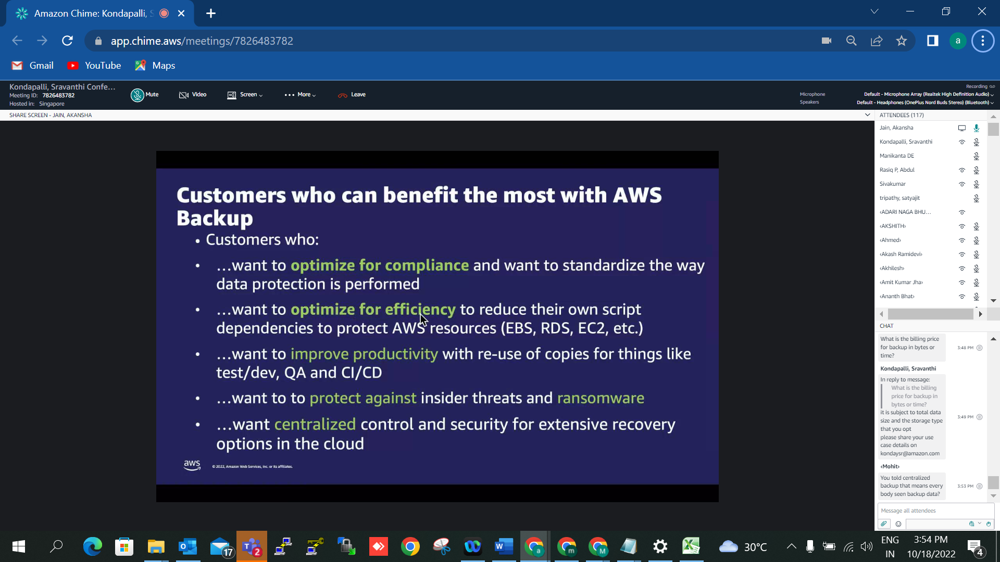 Amazon Chime: Kondapalli, S
app.chime.aws/meetings/7826483782
a
Gmail
YouTube
Maps
Kondapalli, Sravanthi Confe...
Meeting ID: 7826483782
Hosted in: Singapore
Mute
Video
Screen
More
Leave
Recording
Microphone
Default - Microphone Array (Realtek High Definition Audio)
Speakers
Default - Headphones (OnePlus Nord Buds Stereo) (Bluetooth)
SHARE SCREEN - JAIN, AKANSHA
Customers who can benefit the most with AWS
Backup
• Customers who:
• ...want to optimize for compliance and want to standardize the way
data protection is performed
• ...want to optimize for efficiency to reduce their own script
dependencies to protect AWS resources (EBS, RDS, EC2, etc.)
• ...want to improve productivity with re-use of copies for things like
test/dev, QA and CI/CD
• ...want to to protect against insider threats and ransomware
• ...want centralized control and security for extensive recovery
options in the cloud
aws
© 2022, Amazon Web Services, Inc. or its affiliates.
ATTENDEES (117)
Jain, Akansha
Kondapalli, Sravanthi
Manikanta DE
Rasiq P, Abdul
Sivakumar
tripathy, satyajit
‹ADARI NAGA BHU...
‹AKSHITH›
‹Ahmed›
‹Akash Ramidevi›
‹Akhilesh›
‹Amit Kumar Jha›
‹Ananth Bhat›
CHAT
What is the billing price
for backup in bytes or
time?
3:48 PM
Kondapalli, Sravanthi
In reply to message:
What is the billing
price for backup in
bytes or time?
it is subject to total data
size and the storage type
that you opt
please share your use
case details on
kondaysr@amazon.com
3:49 PM
‹Mohit›
You told centralized
backup that means every
body seen backup data?
3:53 PM
Message all attendees
17
T
2
W
a
m
M
30°C
ENG
IN
3:54 PM
10/18/2022
4